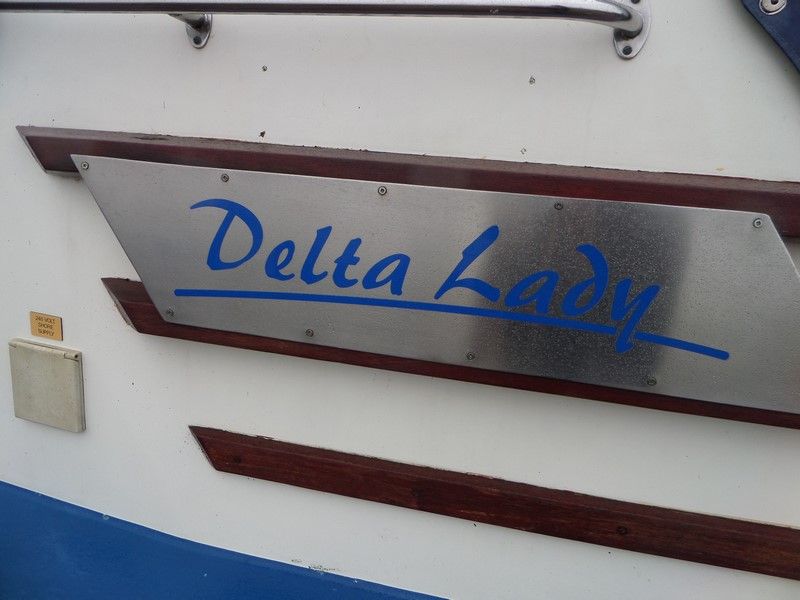 Delta Lady
240 VOLT
SHORE
SUPPLY